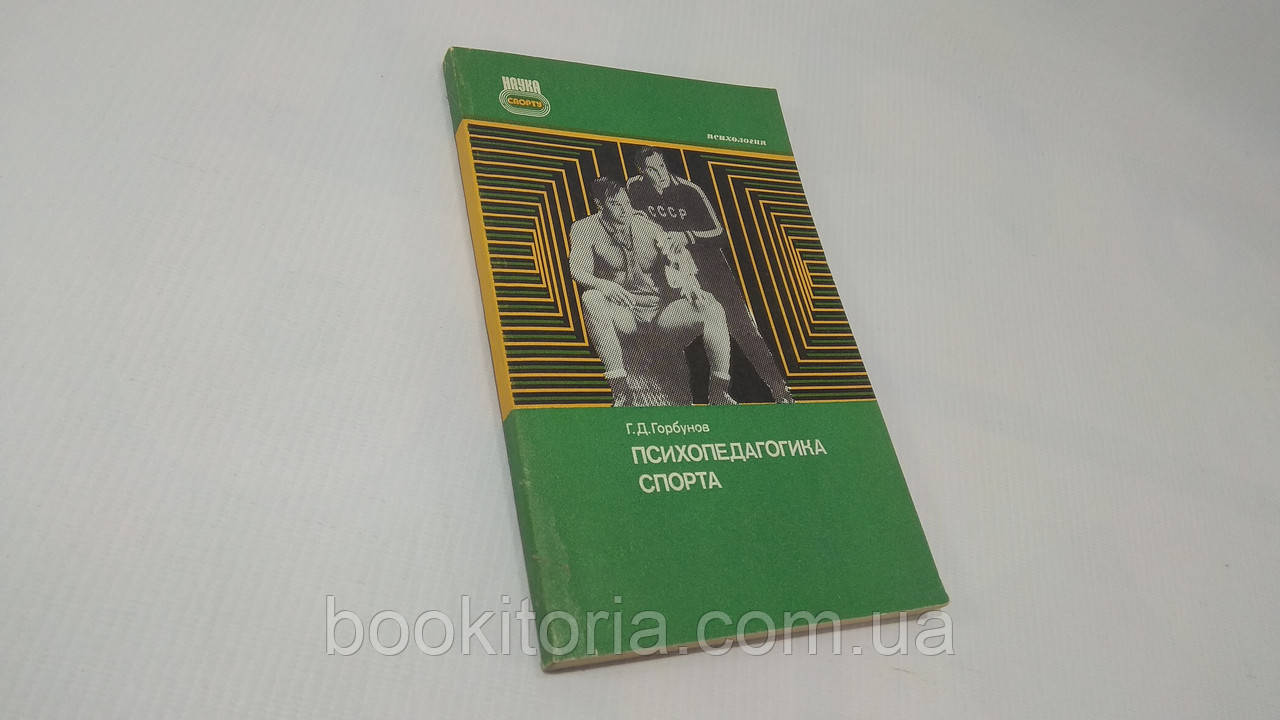 НАУКА
СПОРТУ
психология
СССР
Г.Д.Горбунов
ПСИХОПЕДАГОГИКА
СПОРТА
bookitoria.com.ua